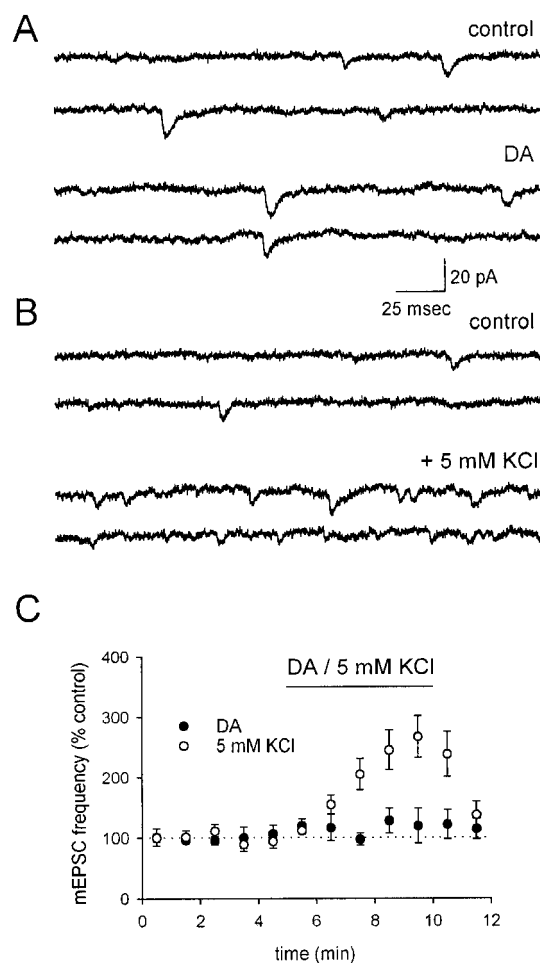 A
control
DA
20 pA
25 msec
B
control
+ 5 mM KCl
C
mEPSC frequency (% control)
400
300
200
100
0
DA / 5 mM KCl
DA
5 mM KCl
0 2 4 6 8 10 12
time (min)